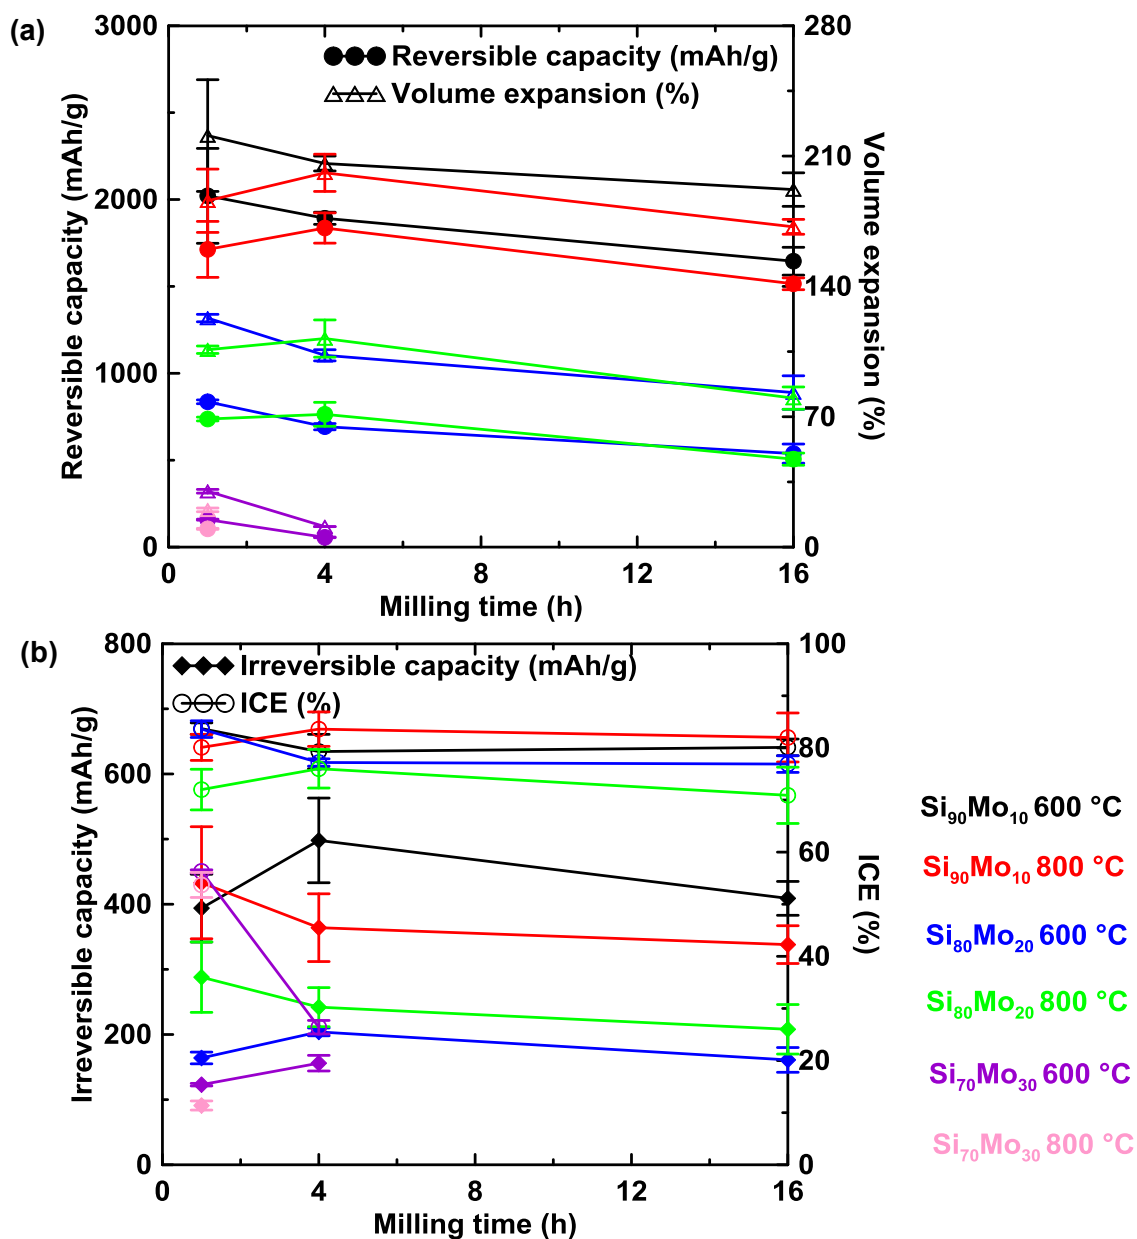 (a)
3000
2000
1000
0
Reversible capacity (mAh/g)
Reversible capacity (mAh/g)
Volume expansion (%)
280
210
140
70
0
Volume expansion (%)
0 4 8 12 16
Milling time (h)
(b)
800
600
400
200
0
Irreversible capacity (mAh/g)
Irreversible capacity (mAh/g)
ICE (%)
100
80
60
40
20
0
ICE (%)
0 4 8 12 16
Milling time (h)
Si₉₀Mo₁₀ 600 °C
Si₉₀Mo₁₀ 800 °C
Si₈₀Mo₂₀ 600 °C
Si₈₀Mo₂₀ 800 °C
Si₇₀Mo₃₀ 600 °C
Si₇₀Mo₃₀ 800 °C